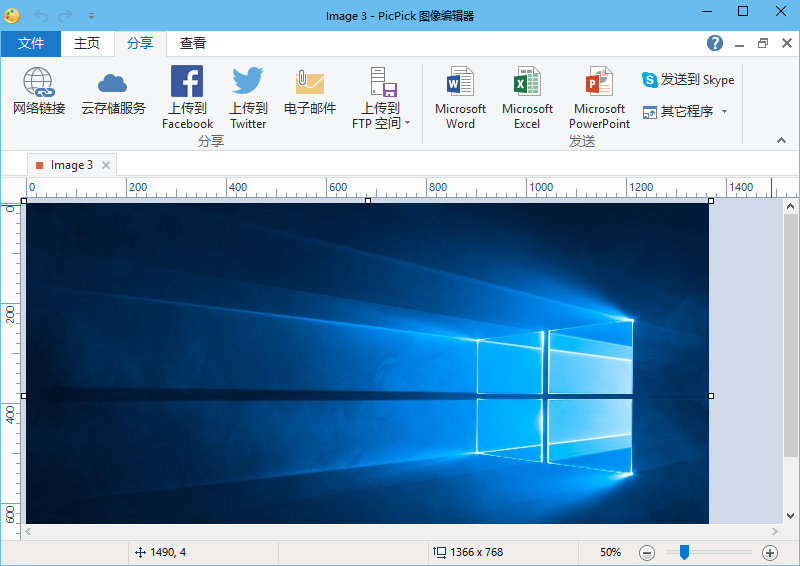 Image 3 - PicPick 图像编辑器
文件 主页 分享 查看
网络链接
云存储服务
上传到
Facebook
上传到
Twitter
电子邮件
上传到
FTP 空间
分享
Microsoft
Word
Microsoft
Excel
Microsoft
PowerPoint
发送到 Skype
其它程序
发送
Image 3
0 200 400 600 800 1000 1200 1400
0
200
400
600
1490, 4
1366 x 768
50%